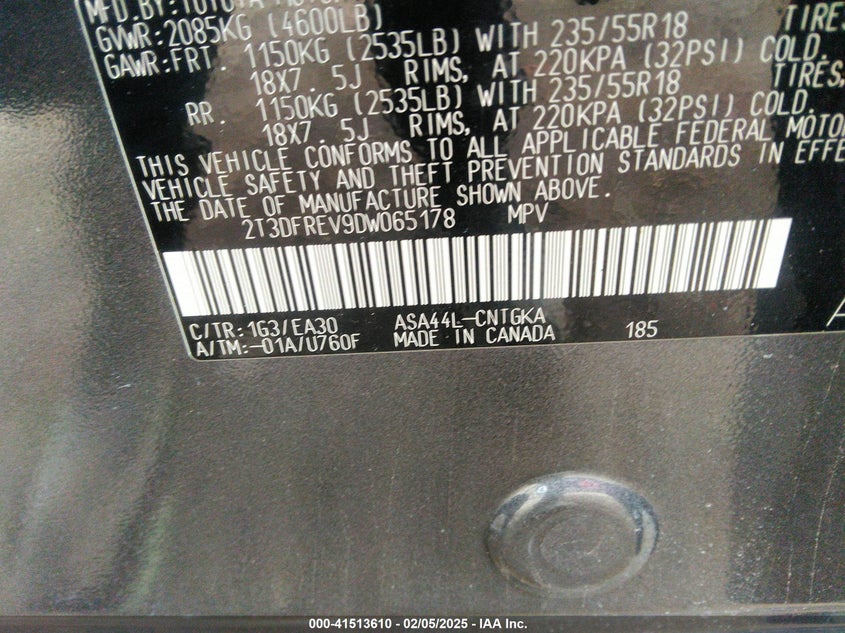 MFD.BY: TOYOTA
GVWR: 2085KG (4600LB)
GAWR: FRT. 1150KG (2535LB) WITH 235/55R18 TIRES
18X7.5J RIMS, AT 220KPA (32PSI) COLD.
RR. 1150KG (2535LB) WITH 235/55R18 TIRES,
18X7.5J RIMS, AT 220KPA (32PSI) COLD.
THIS VEHICLE CONFORMS TO ALL APPLICABLE FEDERAL MOTOR
VEHICLE SAFETY AND THEFT PREVENTION STANDARDS IN EFFE
THE DATE OF MANUFACTURE SHOWN ABOVE.
2T3DFREV9DW065178 MPV
C/TR: 1G3/EA30 ASA44L-CNTGKA 185
A/TM:-01A/U760F MADE IN CANADA
000-41513610 - 02/05/2025 - IAA Inc.